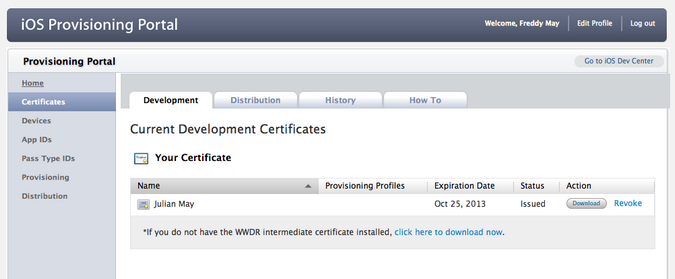 iOS Provisioning Portal
Welcome, Freddy May Edit Profile Log out
Provisioning Portal Go to iOS Dev Center
Home
Certificates
Devices
App IDs
Pass Type IDs
Provisioning
Distribution
Development Distribution History How To
Current Development Certificates
Your Certificate
Name Provisioning Profiles Expiration Date Status Action
Julian May Oct 25, 2013 Issued Download Revoke
*If you do not have the WWDR intermediate certificate installed, click here to download now.